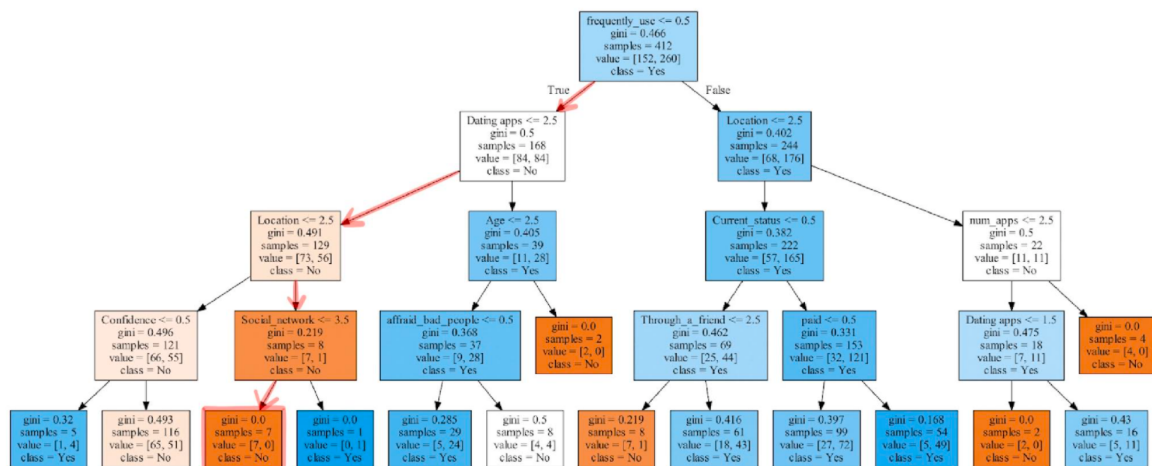 frequently_use <= 0.5
gini = 0.466
samples = 412
value = [152, 260]
class = Yes
True
False
Dating apps <= 2.5
gini = 0.5
samples = 168
value = [84, 84]
class = No
Location <= 2.5
gini = 0.402
samples = 244
value = [68, 176]
class = Yes
Location <= 2.5
gini = 0.491
samples = 129
value = [73, 56]
class = No
Age <= 2.5
gini = 0.405
samples = 39
value = [11, 28]
class = Yes
Current_status <= 0.5
gini = 0.382
samples = 222
value = [57, 165]
class = Yes
num_apps <= 2.5
gini = 0.5
samples = 22
value = [11, 11]
class = No
Confidence <= 0.5
gini = 0.496
samples = 121
value = [66, 55]
class = No
Social_network <= 3.5
gini = 0.219
samples = 8
value = [7, 1]
class = No
affraid_bad_people <= 0.5
gini = 0.368
samples = 37
value = [9, 28]
class = Yes
gini = 0.0
samples = 2
value = [2, 0]
class = No
Through_a_friend <= 2.5
gini = 0.462
samples = 69
value = [25, 44]
class = Yes
paid <= 0.5
gini = 0.331
samples = 153
value = [32, 121]
class = Yes
Dating apps <= 1.5
gini = 0.475
samples = 18
value = [7, 11]
class = Yes
gini = 0.0
samples = 4
value = [4, 0]
class = No
gini = 0.32
samples = 5
value = [1, 4]
class = Yes
gini = 0.493
samples = 116
value = [65, 51]
class = No
gini = 0.0
samples = 7
value = [7, 0]
class = No
gini = 0.0
samples = 1
value = [0, 1]
class = Yes
gini = 0.285
samples = 29
value = [5, 24]
class = Yes
gini = 0.5
samples = 8
value = [4, 4]
class = No
gini = 0.219
samples = 8
value = [7, 1]
class = No
gini = 0.416
samples = 61
value = [18, 43]
class = Yes
gini = 0.397
samples = 99
value = [27, 72]
class = Yes
gini = 0.168
samples = 54
value = [5, 49]
class = Yes
gini = 0.0
samples = 2
value = [2, 0]
class = No
gini = 0.43
samples = 16
value = [5, 11]
class = Yes